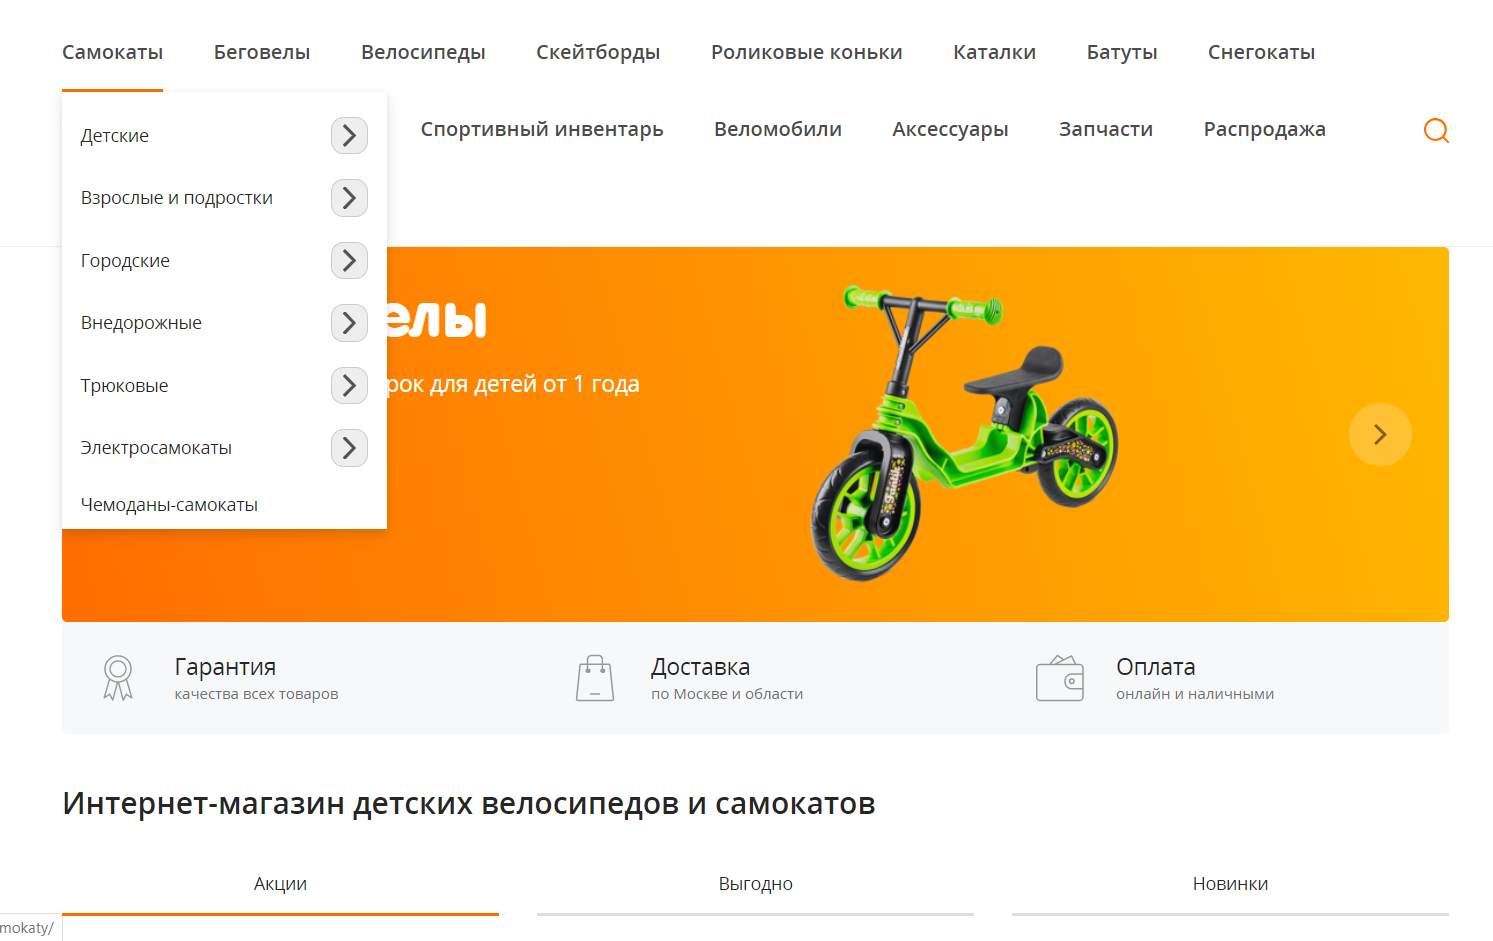 Самокаты Беговелы Велосипеды Скейтборды Роликовые коньки Каталки Батуты Снегокаты
Спортивный инвентарь Веломобили Аксессуары Запчасти Распродажа
Детские
Взрослые и подростки
Городские
Внедорожные
Трюковые
Электросамокаты
Чемоданы-самокаты
елы
рок для детей от 1 года
Гарантия
качества всех товаров
Доставка
по Москве и области
Оплата
онлайн и наличными
Интернет-магазин детских велосипедов и самокатов
Акции Выгодно Новинки
mokaty/